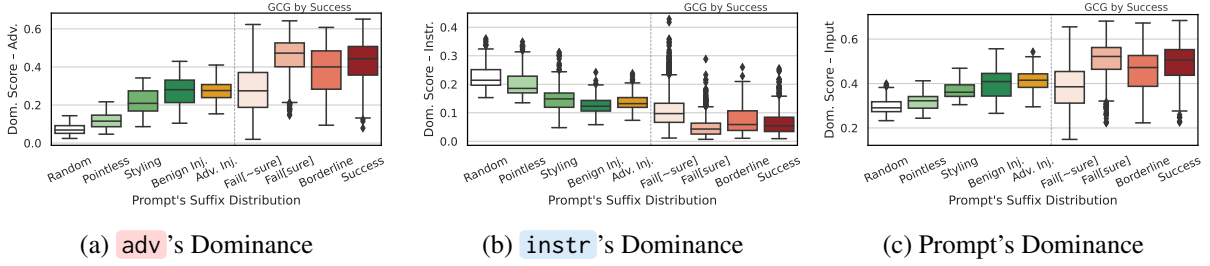 GCG by Success
Dom. Score – Adv.
0.6
0.4
0.2
0.0
Random
Pointless
Styling
Benign Inj.
Adv. Inj.
Fail[~sure]
Fail[sure]
Borderline
Success
Prompt's Suffix Distribution
(a) adv's Dominance
GCG by Success
Dom. Score – Instr.
0.4
0.3
0.2
0.1
0.0
Random
Pointless
Styling
Benign Inj.
Adv. Inj.
Fail[~sure]
Fail[sure]
Borderline
Success
Prompt's Suffix Distribution
(b) instr's Dominance
GCG by Success
Dom. Score – Input
0.6
0.4
0.2
Random
Pointless
Styling
Benign Inj.
Adv. Inj.
Fail[~sure]
Fail[sure]
Borderline
Success
Prompt's Suffix Distribution
(c) Prompt's Dominance